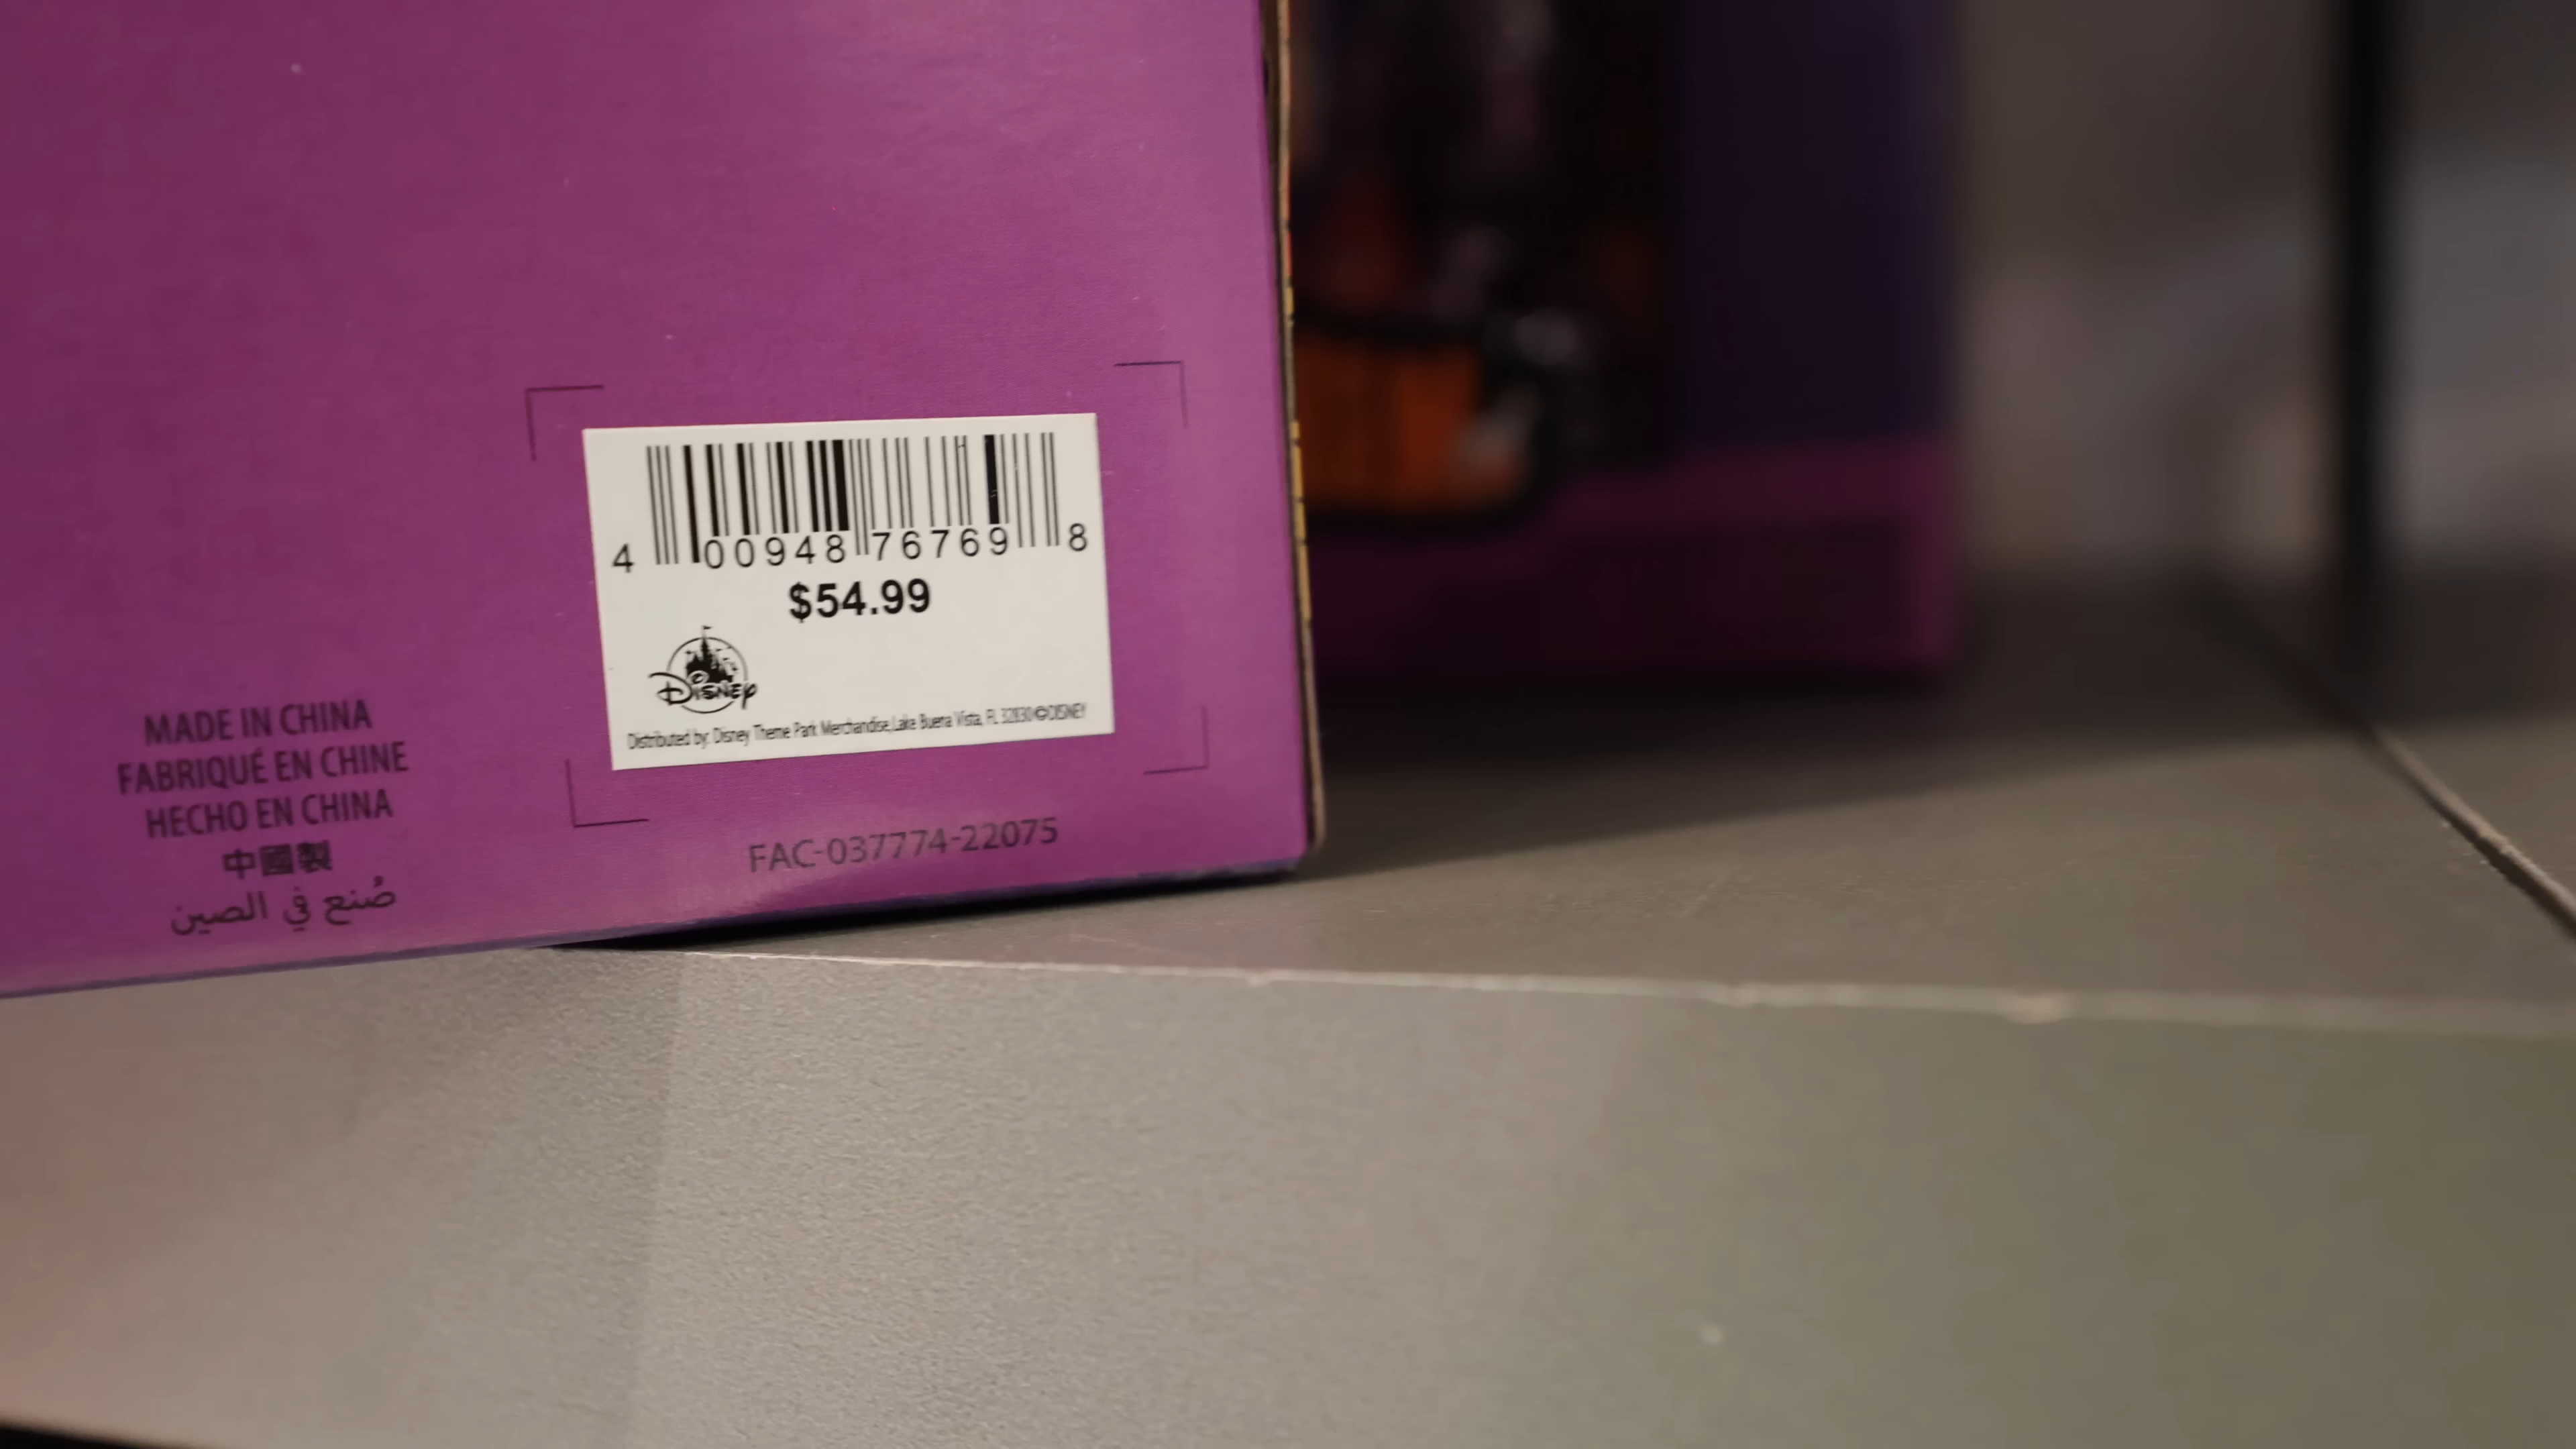 4 00948 76769 8
$54.99
Disney
Distributed by: Disney Theme Park Merchandise,Lake Buena Vista, FL 32830©DISNEY
MADE IN CHINA
FABRIQUÉ EN CHINE
HECHO EN CHINA
中國製
صُنع في الصين
FAC-037774-22075